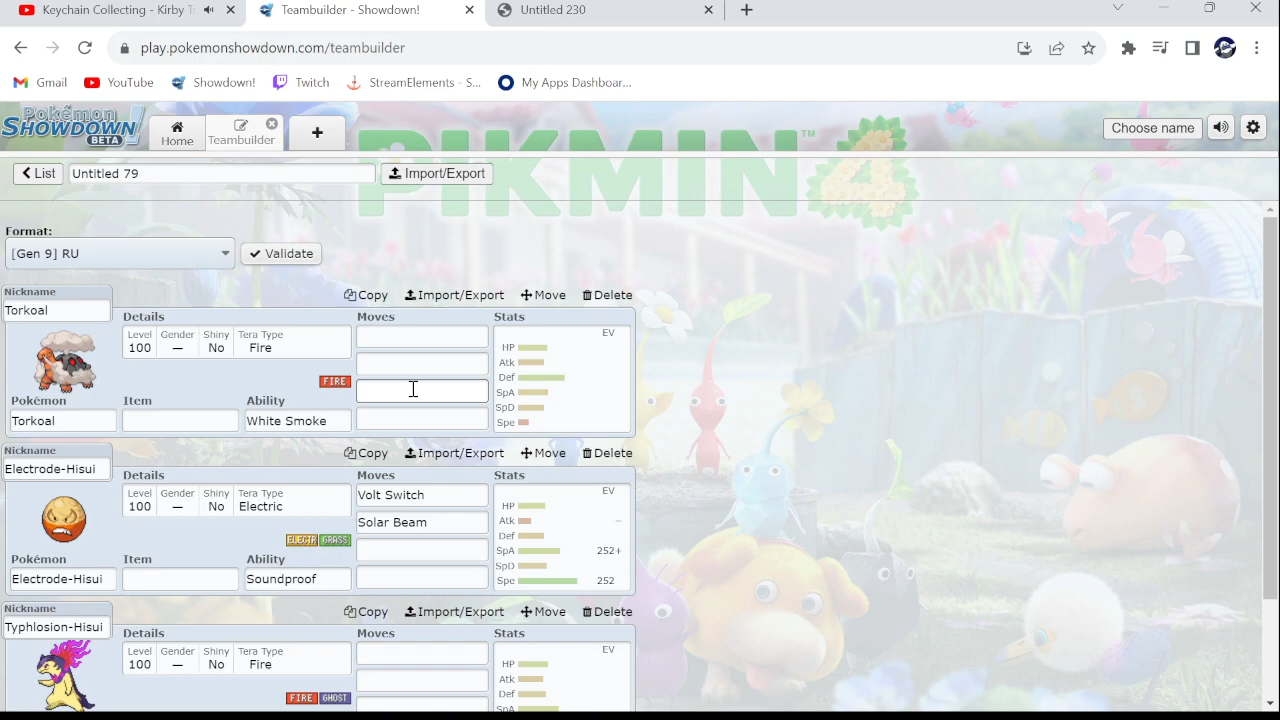 Keychain Collecting - Kirby T
Teambuilder - Showdown!
Untitled 230
play.pokemonshowdown.com/teambuilder
Gmail
YouTube
Showdown!
Twitch
StreamElements - S...
My Apps Dashboar...
Pokémon
SHOWDOWN!
BETA
Home
Teambuilder
Choose name
PIKMIN 4
TM
List
Untitled 79
Import/Export
Format:
[Gen 9] RU
Validate
Nickname
Torkoal
Copy Import/Export Move Delete
Details
Moves
Stats
Level Gender Shiny Tera Type
100 — No Fire
EV
HP
Atk
Def
SpA
SpD
Spe
FIRE
Pokémon
Item
Ability
Torkoal
White Smoke
Nickname
Electrode-Hisui
Copy Import/Export Move Delete
Details
Moves
Stats
Level Gender Shiny Tera Type
100 — No Electric
Volt Switch
Solar Beam
EV
HP
Atk –
Def
SpA 252+
SpD
Spe 252
ELECTR GRASS
Pokémon
Item
Ability
Electrode-Hisui
Soundproof
Nickname
Typhlosion-Hisui
Copy Import/Export Move Delete
Details
Moves
Stats
Level Gender Shiny Tera Type
100 — No Fire
EV
HP
Atk
Def
SpA
FIRE GHOST